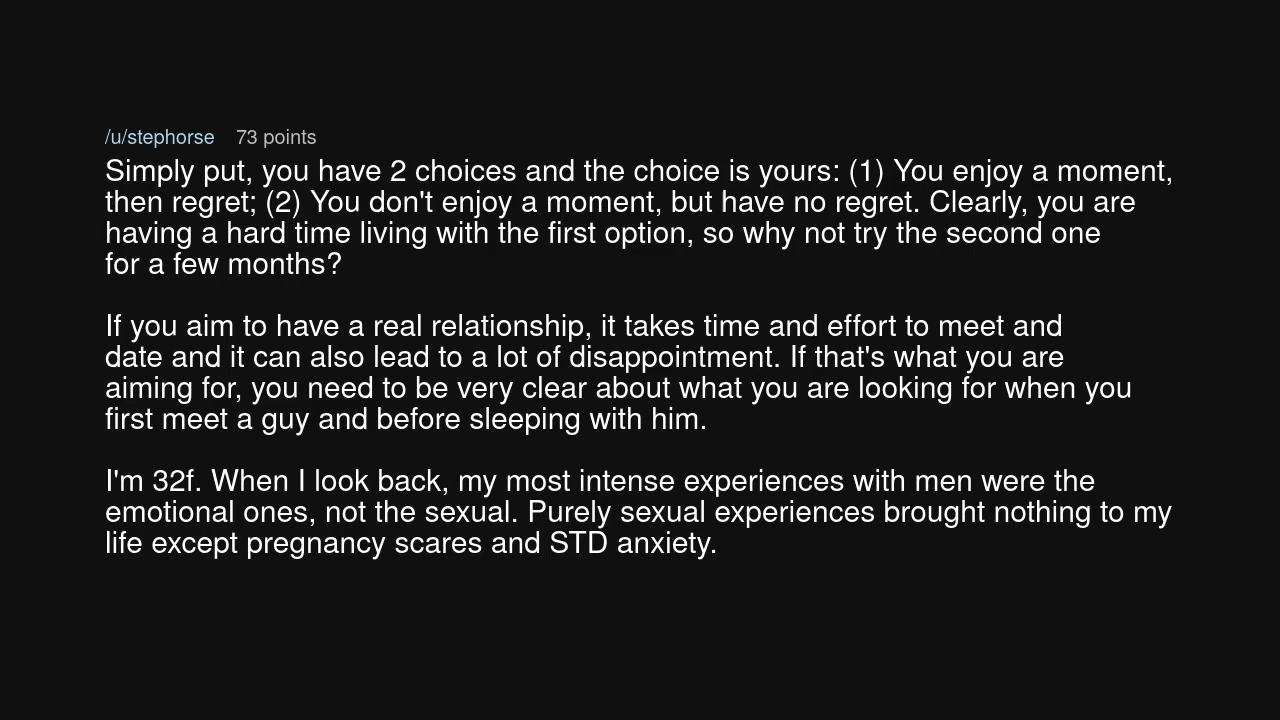 /u/stephorse 73 points
Simply put, you have 2 choices and the choice is yours: (1) You enjoy a moment,
then regret; (2) You don't enjoy a moment, but have no regret. Clearly, you are
having a hard time living with the first option, so why not try the second one
for a few months?
If you aim to have a real relationship, it takes time and effort to meet and
date and it can also lead to a lot of disappointment. If that's what you are
aiming for, you need to be very clear about what you are looking for when you
first meet a guy and before sleeping with him.
I'm 32f. When I look back, my most intense experiences with men were the
emotional ones, not the sexual. Purely sexual experiences brought nothing to my
life except pregnancy scares and STD anxiety.